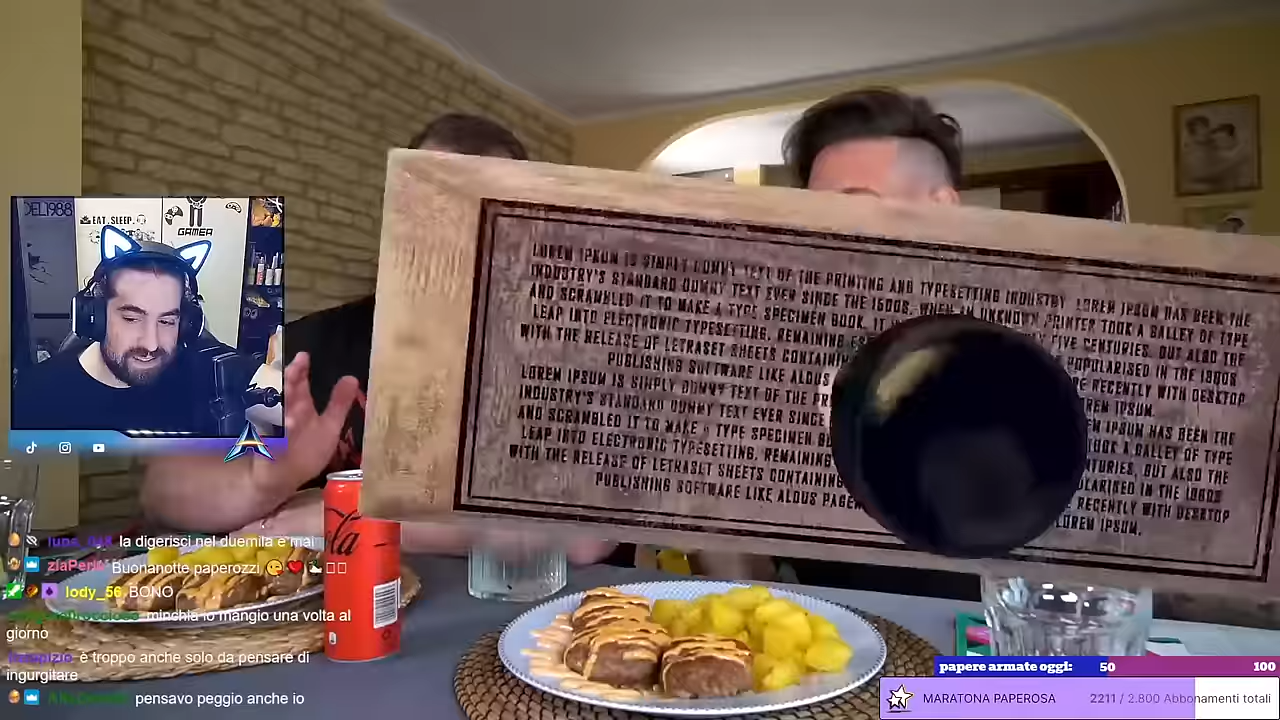 DEL1988
EAT.SLEEP.
GAMER
LOREM IPSUM IS SIMPLY DUMMY TEXT OF THE PRINTING AND TYPESETTING INDUSTRY LOREM IPSUM HAS BEEN THE
INDUSTRY'S STANDARD DUMMY TEXT EVER SINCE THE 1500S, WHEN AN UNKNOWN PRINTER TOOK A GALLEY OF TYPE
AND SCRAMBLED IT TO MAKE A TYPE SPECIMEN BOOK. IT FIVE CENTURIES, BUT ALSO THE
LEAP INTO ELECTRONIC TYPESETTING, REMAINING POPULARISED IN THE 1960S
WITH THE RELEASE OF LETRASET SHEETS CONTAINING RECENTLY WITH DESKTOP
PUBLISHING SOFTWARE LIKE ALDUS IPSUM.
LOREM IPSUM IS SIMPLY DUMMY TEXT OF THE IPSUM HAS BEEN THE
INDUSTRY'S STANDARD DUMMY TEXT EVER SINCE TOOK A GALLEY OF TYPE
AND SCRAMBLED IT TO MAKE A TYPE SPECIMEN CENTURIES, BUT ALSO THE
LEAP INTO ELECTRONIC TYPESETTING, REMAINING IN THE 1960S
WITH THE RELEASE OF LETRASET SHEETS CONTAINING RECENTLY WITH DESKTOP
PUBLISHING SOFTWARE LIKE ALDUS LOREM IPSUM.
la digerisci nel duemila e mai
Buonanotte paperozzi
lody_56 BONO
minchia io mangio una volta al
giorno
è troppo anche solo da pensare di
ingurgitare
pensavo peggio anche io
papere armate oggi: 50 100
MARATONA PAPEROSA 2211 / 2.800 Abbonamenti totali